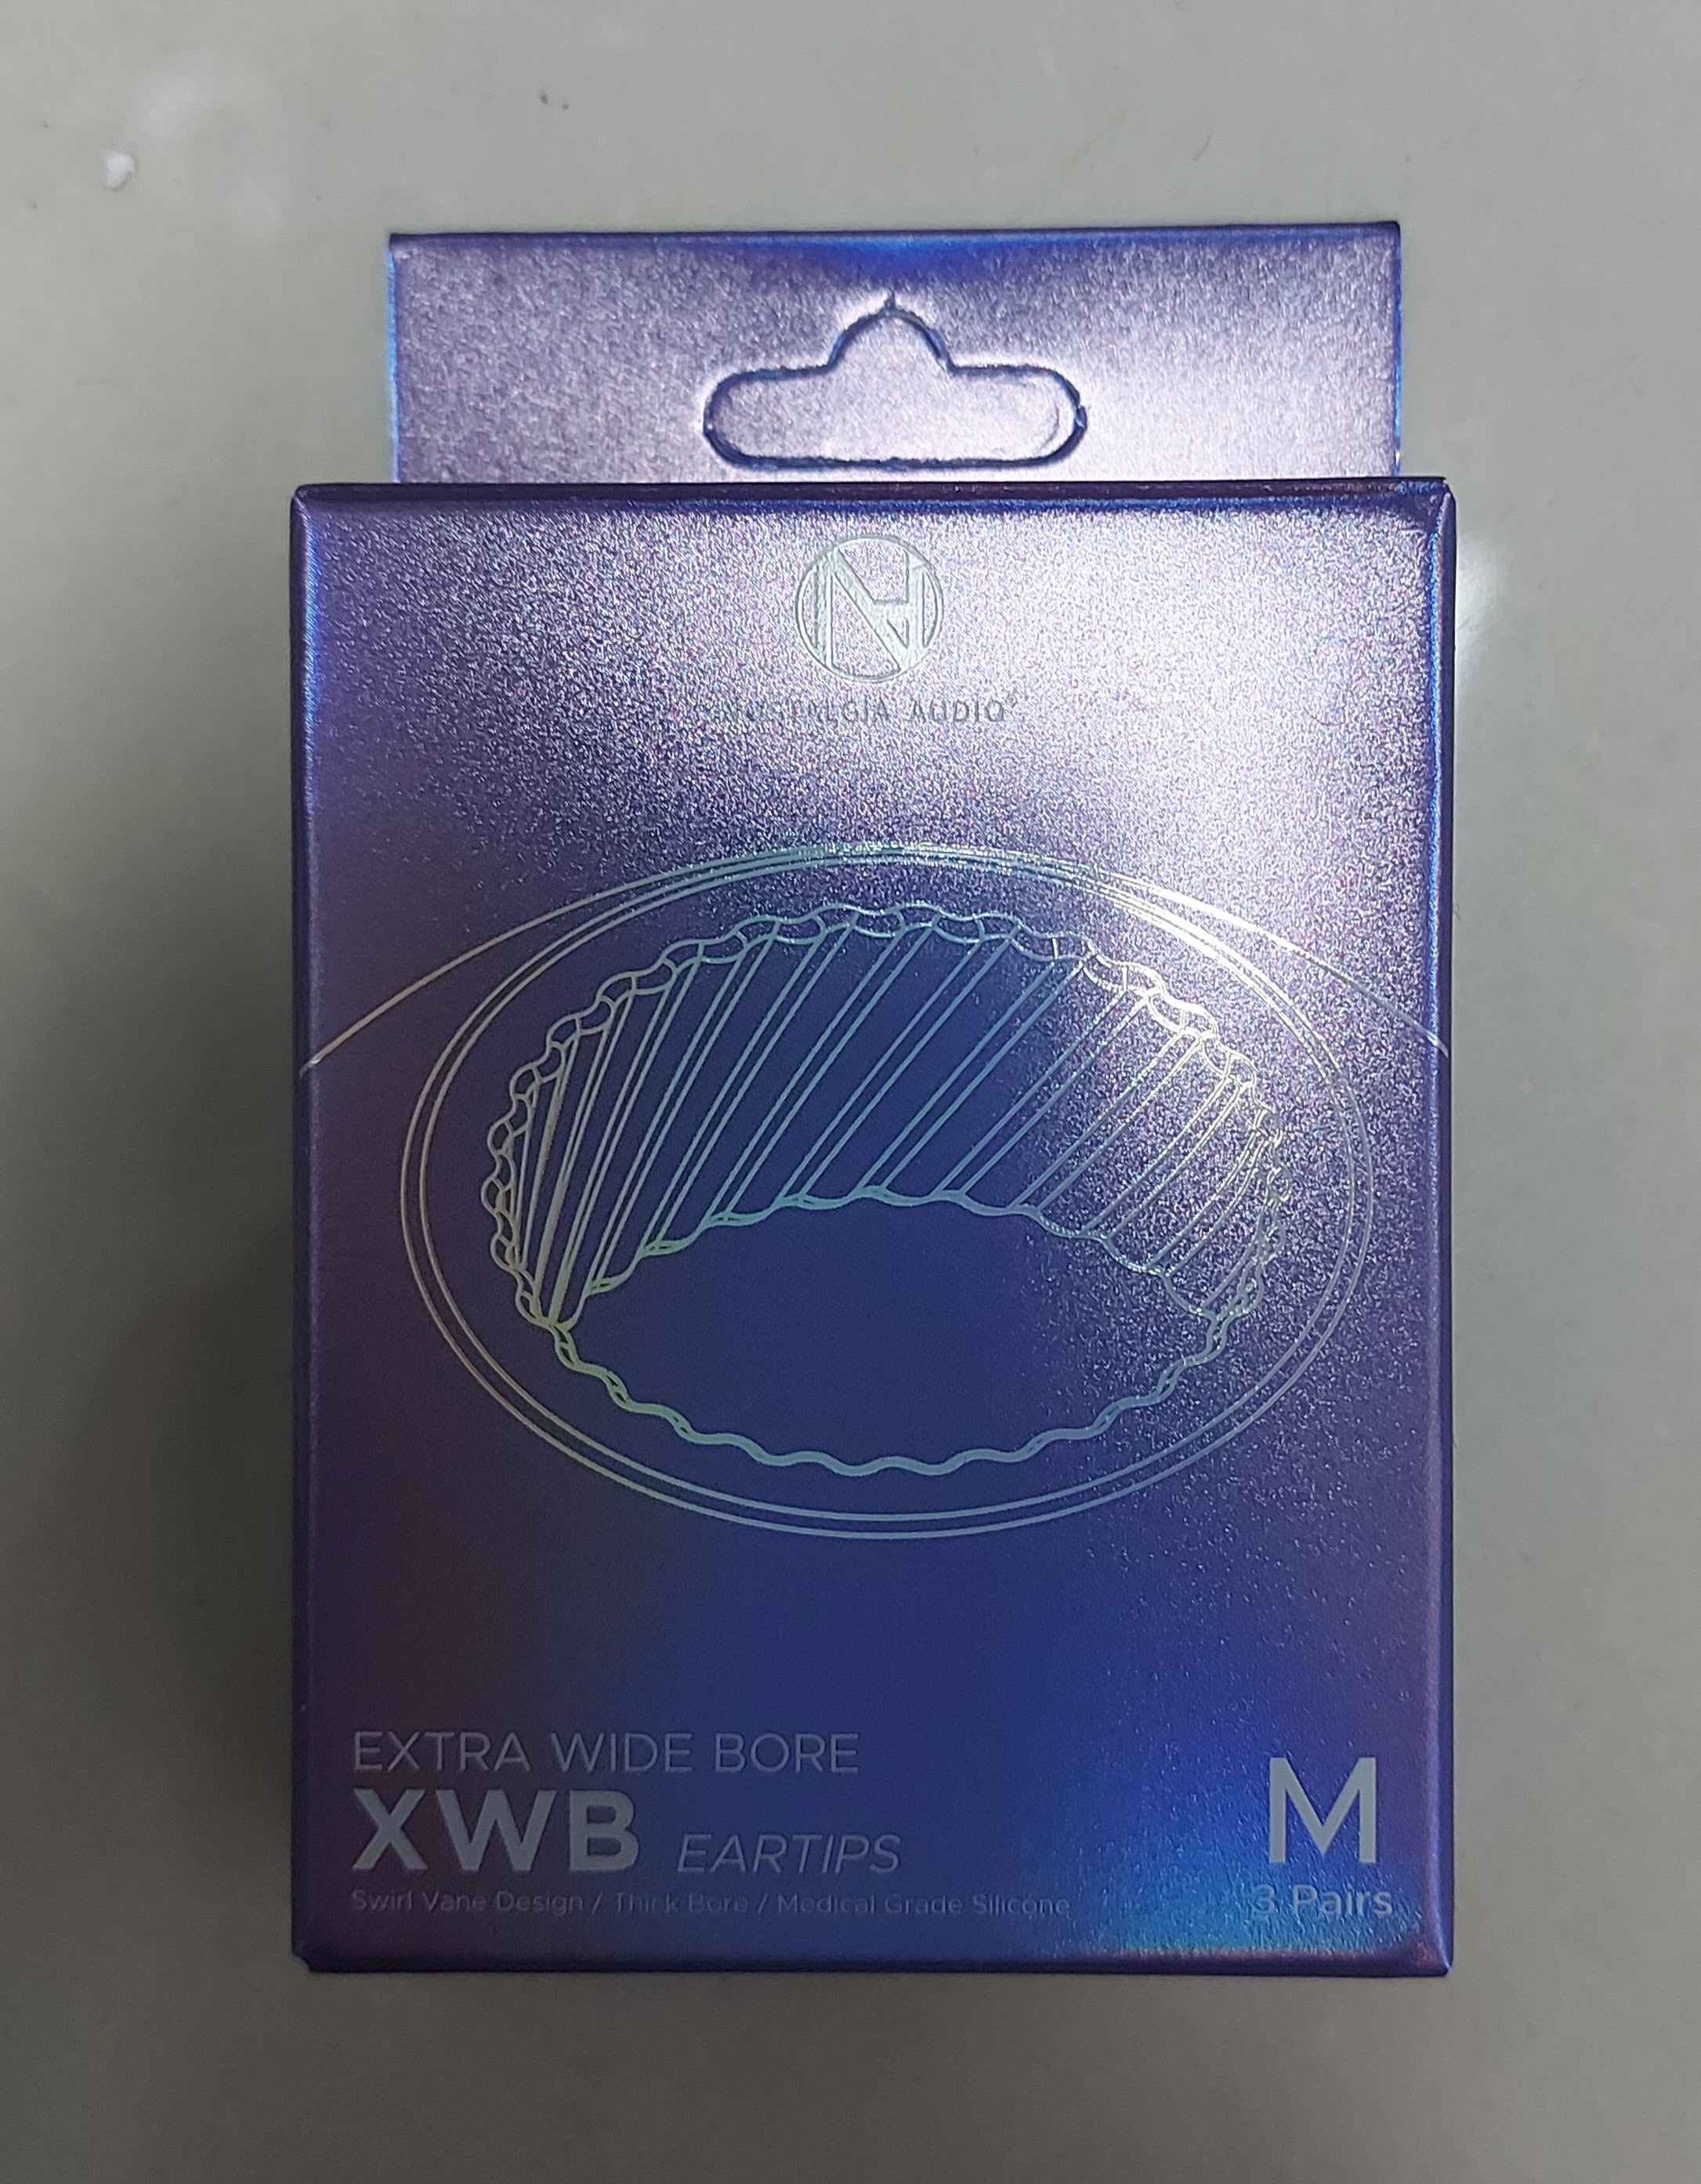 NOSTALGIA AUDIO®
EXTRA WIDE BORE
XWB EARTIPS
Swirl Vane Design / Thick Bore / Medical Grade Silicone
M
3 Pairs